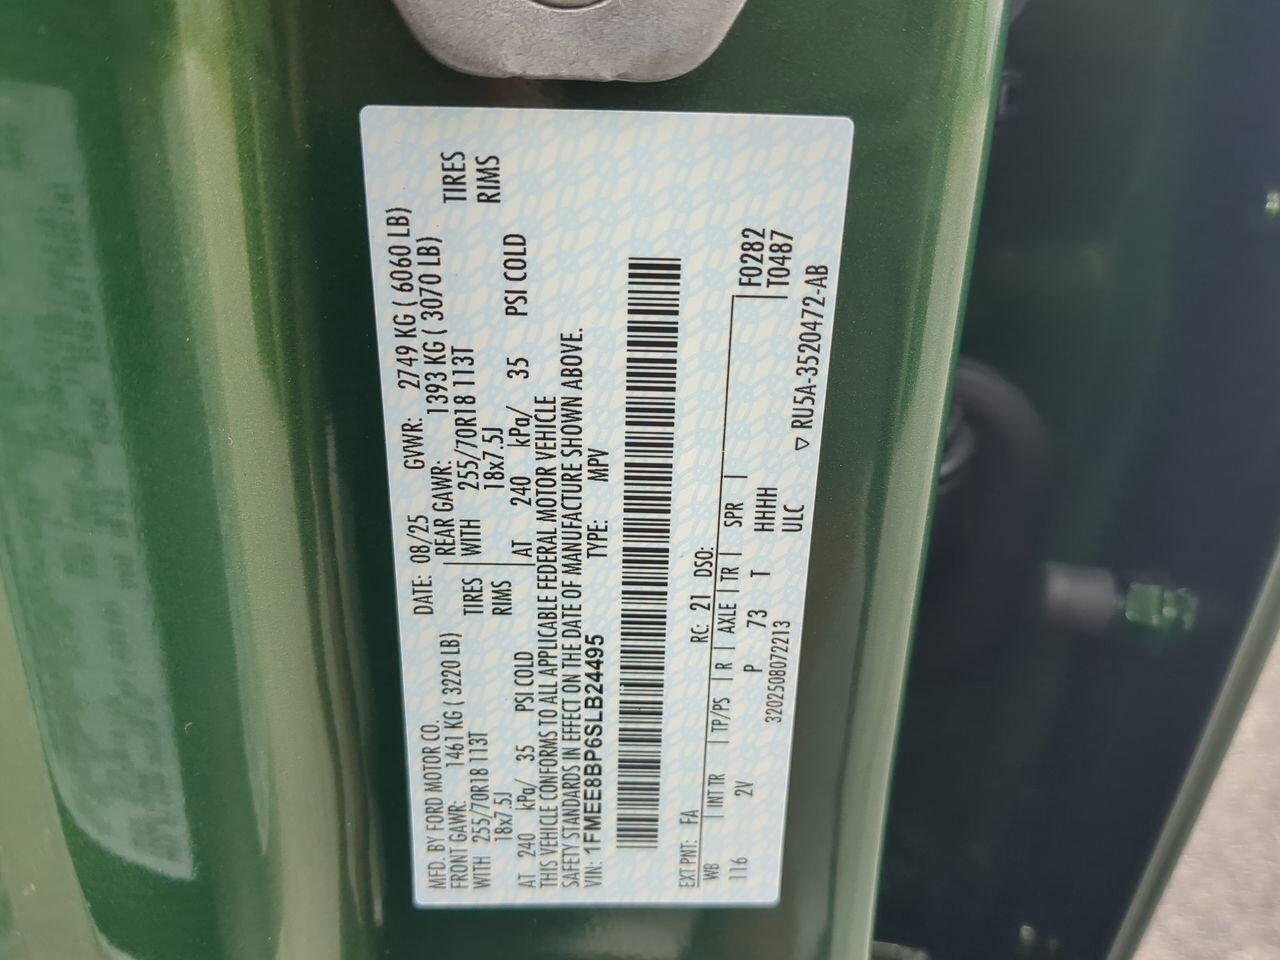 MFD. BY FORD MOTOR CO. DATE: 08/25 GVWR: 2749 KG ( 6060 LB)
FRONT GAWR: 1461 KG ( 3220 LB) REAR GAWR: 1393 KG ( 3070 LB)
WITH 255/70R18 113T TIRES WITH 255/70R18 113T TIRES
18x7.5J RIMS 18x7.5J RIMS
AT 240 kPa/ 35 PSI COLD AT 240 kPa/ 35 PSI COLD
THIS VEHICLE CONFORMS TO ALL APPLICABLE FEDERAL MOTOR VEHICLE
SAFETY STANDARDS IN EFFECT ON THE DATE OF MANUFACTURE SHOWN ABOVE.
VIN: 1FMEE8BP6SLB24495 TYPE: MPV
EXT PNT: FA RC: 21 DSO:
WB INT TR TP/PS R AXLE TR SPR F0282
116 2V P 73 T HHHH T0487
3202508072213 ULC
▽ RU5A-3520472-AB